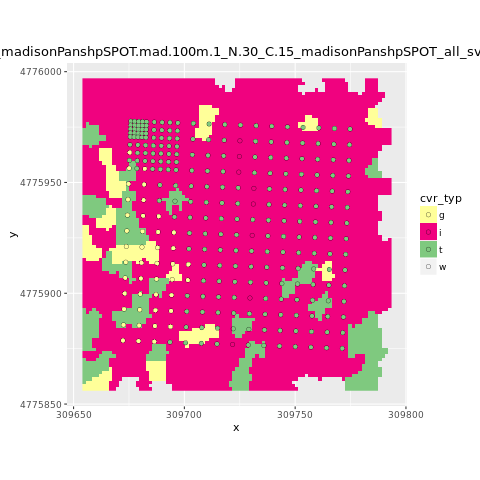 _madisonPanshpSPOT.mad.100m.1_N.30_C.15_madisonPanshpSPOT_all_sv
4776000
4775950
4775900
4775850
y
309650 309700 309750 309800
x
cvr_typ
g
i
t
w